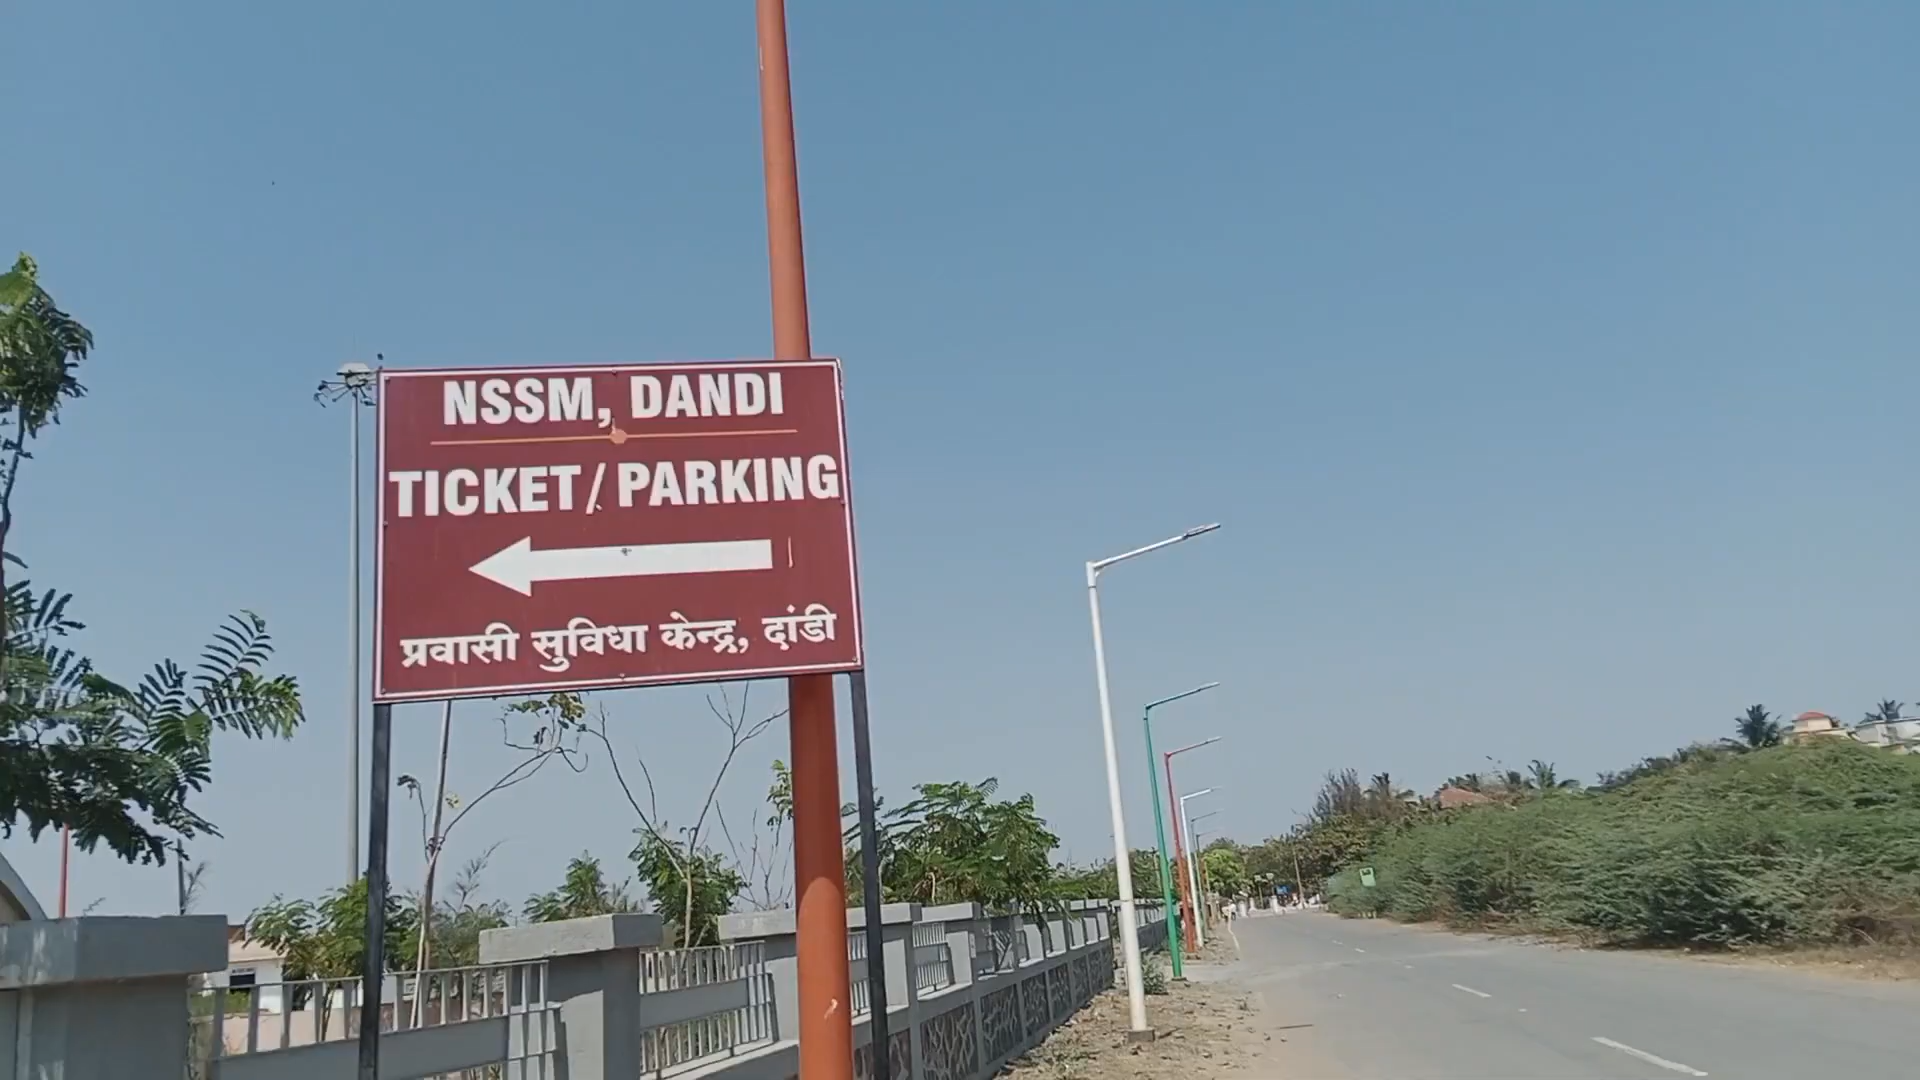 NSSM, DANDI
TICKET/PARKING
प्रवासी सुविधा केन्द्र, दांडी